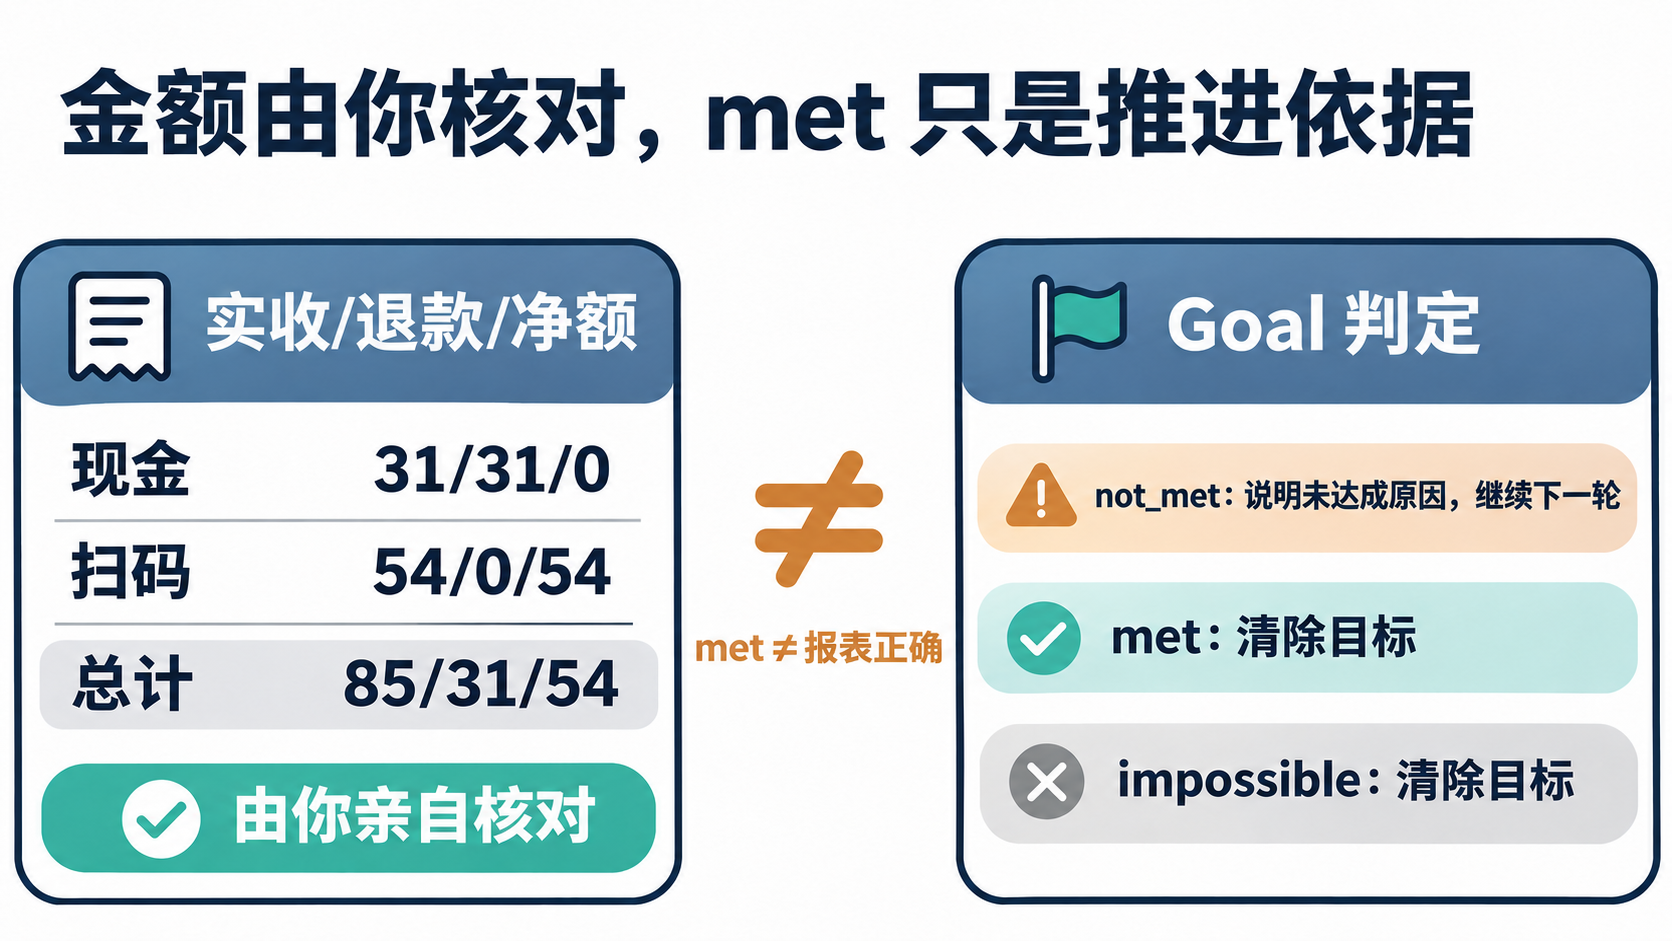 金额由你核对，met 只是推进依据
实收/退款/净额
现金 31/31/0
扫码 54/0/54
总计 85/31/54
由你亲自核对
≠
met ≠ 报表正确
Goal 判定
not_met：说明未达成原因，继续下一轮
met：清除目标
impossible：清除目标